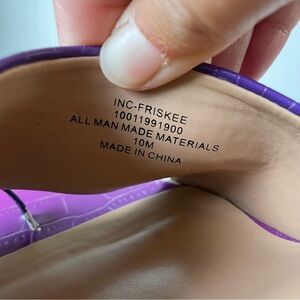 INC-FRISKEE
10011991900
ALL MAN MADE MATERIALS
10M
MADE IN CHINA